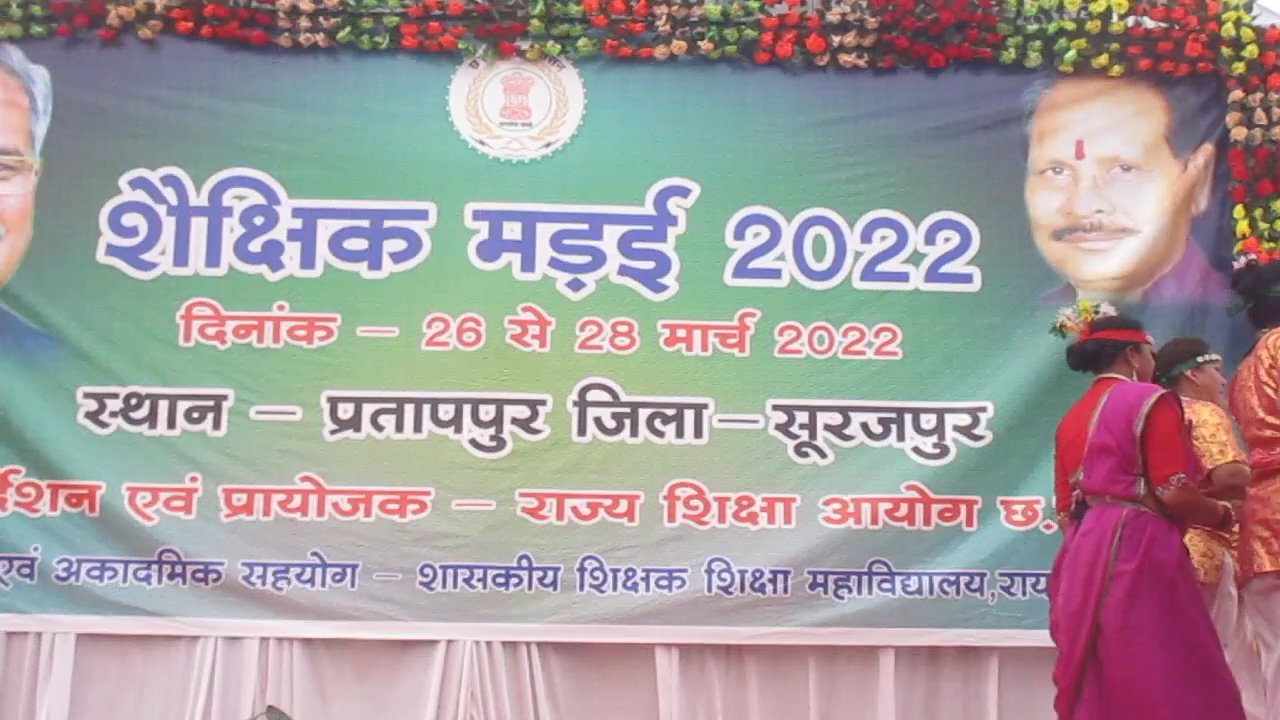 शैक्षिक मड़ई 2022
दिनांक – 26 से 28 मार्च 2022
स्थान – प्रतापपुर जिला – सूरजपुर
एवं प्रायोजक – राज्य शिक्षा आयोग छ.
एवं अकादमिक सहयोग – शासकीय शिक्षक शिक्षा महाविद्यालय,